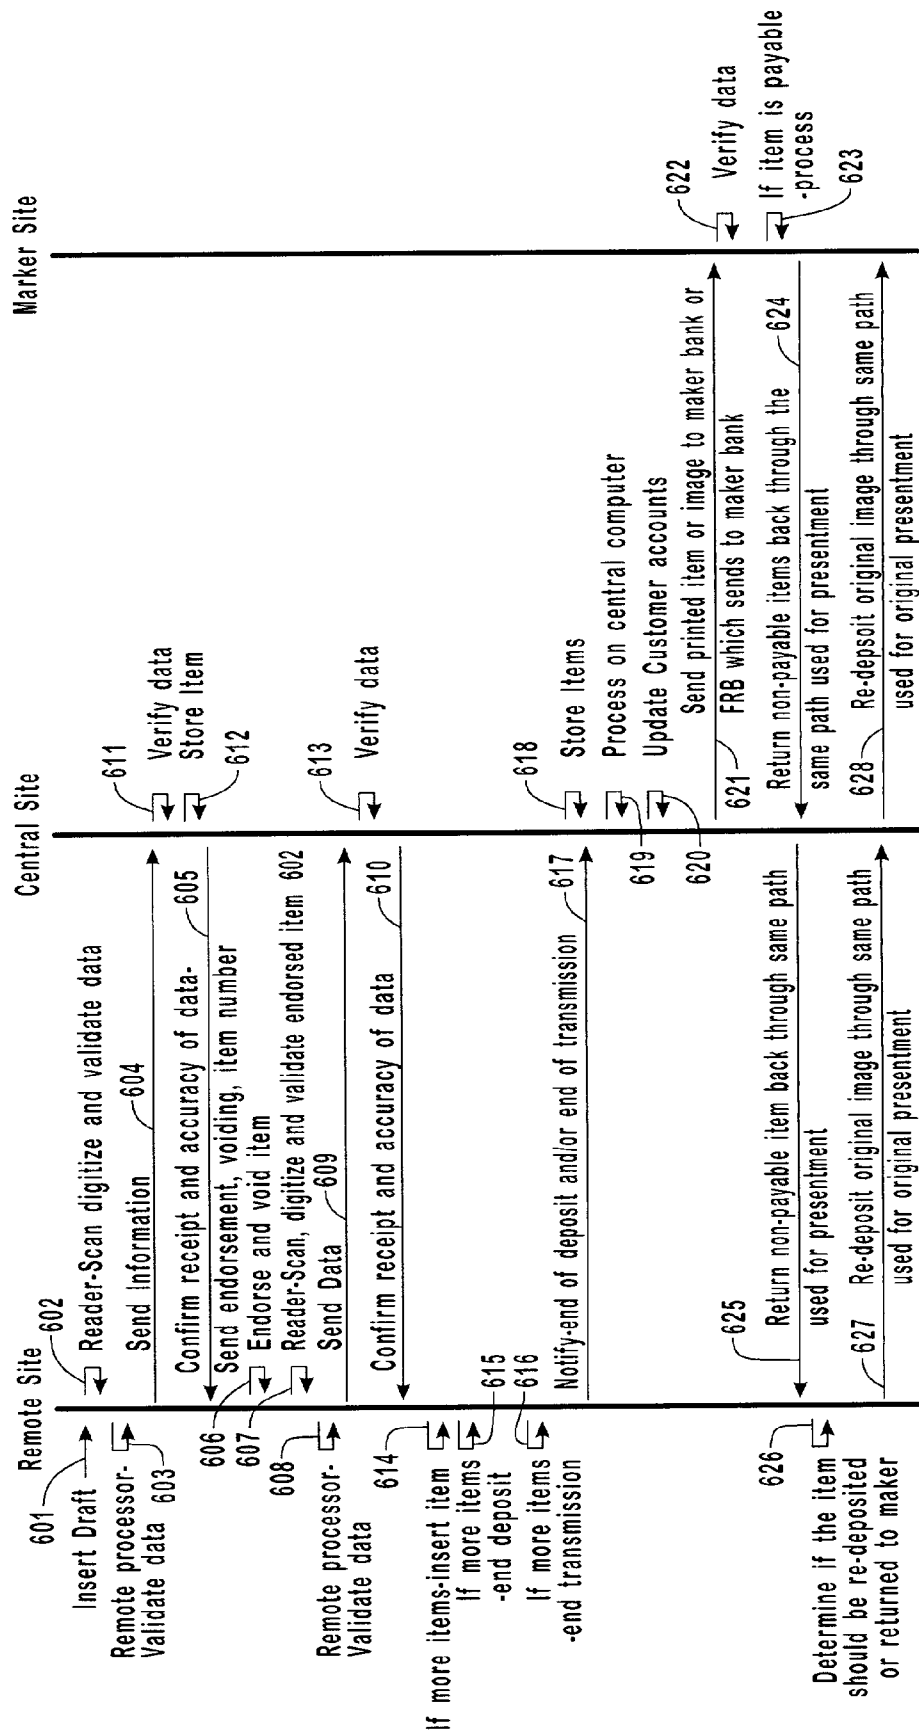 Remote Site
Central Site
Marker Site
601
Insert Draft
602
Reader-Scan digitize and validate data
Remote processor-
Validate data
603
Send Information
604
611
Verify data
Store Item
612
Confirm receipt and accuracy of data-
605
Send endorsement, voiding, item number
606
Endorse and void item
607
Reader-Scan, digitize and validate endorsed item 602
608
Remote processor-
Validate data
Send Data
609
613
Verify data
Confirm receipt and accuracy of data
610
614
If more items-insert item
If more items
-end deposit
615
616
If more items
-end transmission
Notify-end of deposit and/or end of transmission
617
618
Store Items
Process on central computer
619
Update Customer accounts
620
Send printed item or image to maker bank or
FRB which sends to maker bank
621
622
Verify data
If item is payable
-process
623
Return non-payable items back through the
same path used for presentment
624
625
Return non-payable item back through same path
used for presentment
626
Determine if the item
should be re-deposited
or returned to maker
627
Re-deposit original image through same path
used for original presentment
628
Re-depsoit original image through same path
used for original presentment